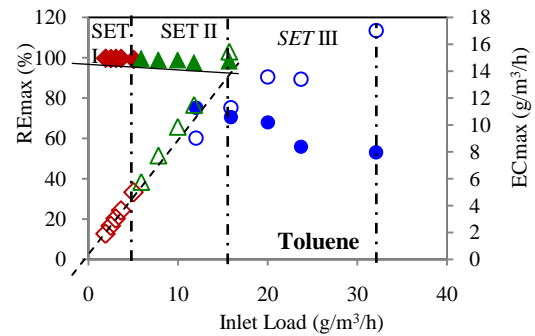 SET
I
SET II
SET III
120
100
80
60
40
20
0
REmax (%)
18
16
14
12
10
8
6
4
2
0
ECmax (g/m³/h)
Toluene
0
10
20
30
40
Inlet Load (g/m³/h)